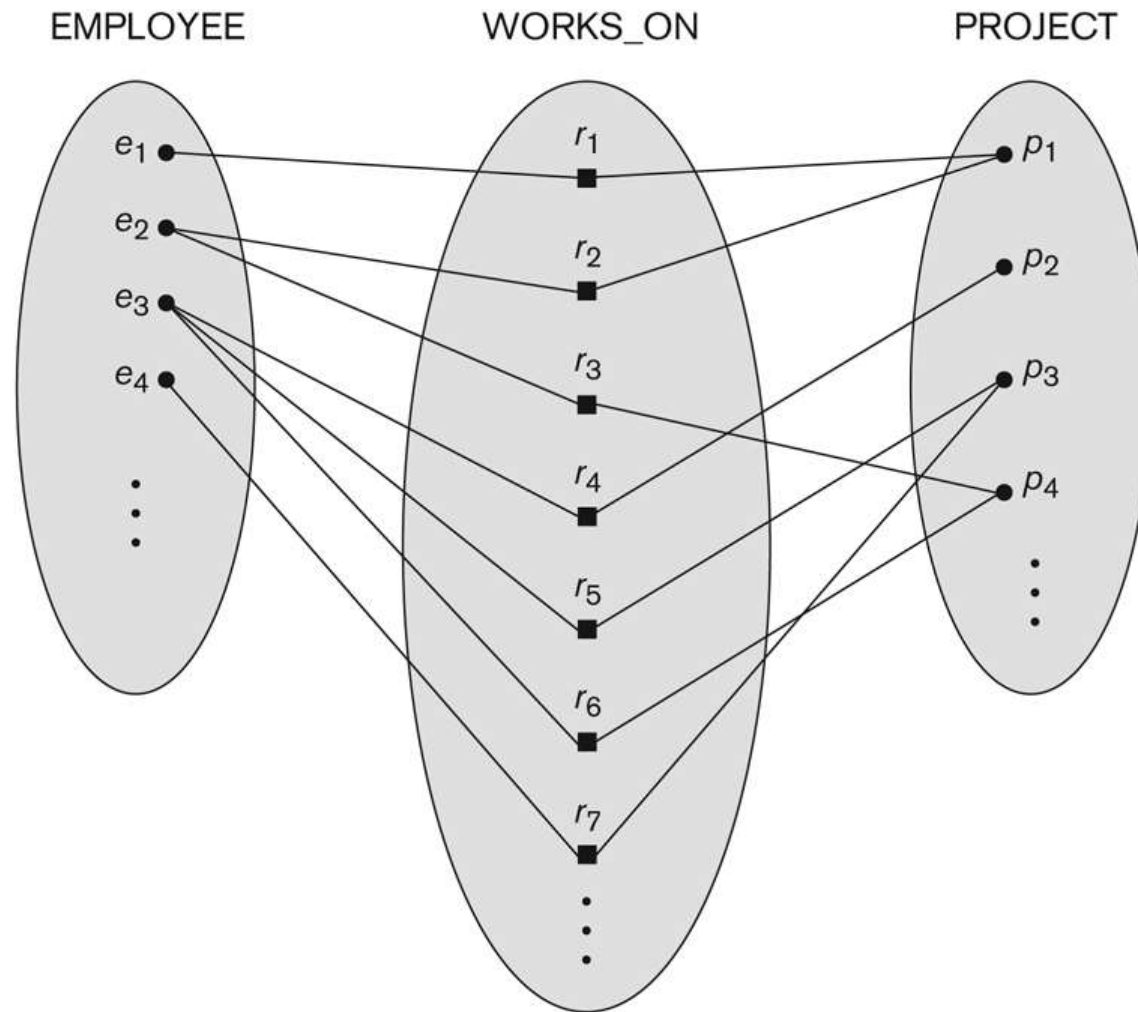 EMPLOYEE WORKS_ON PROJECT
e1 r1 p1
e2 r2 p2
e3 r3 p3
e4 r4 p4
r5
r6
r7